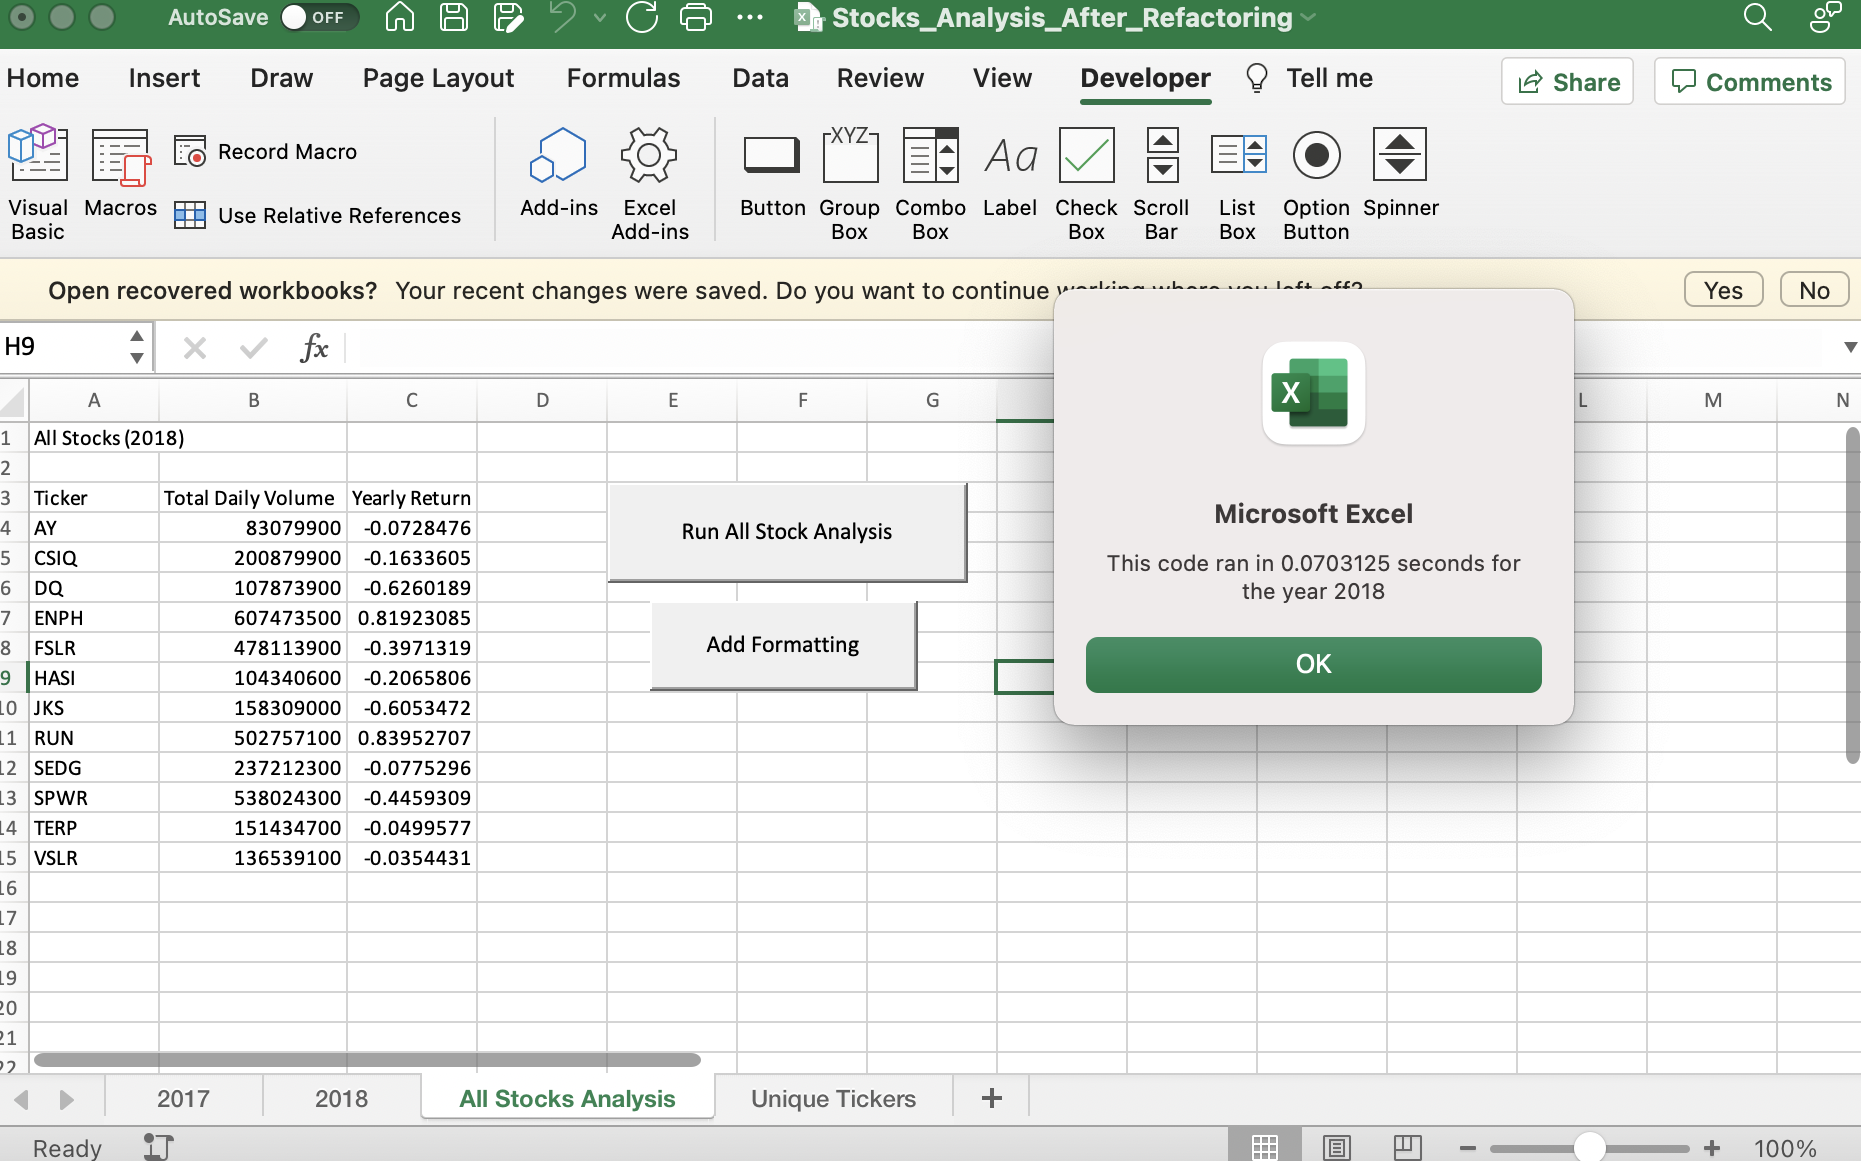 AutoSave OFF Stocks_Analysis_After_Refactoring
Home Insert Draw Page Layout Formulas Data Review View Developer Tell me Share Comments
Visual Basic
Macros
Record Macro
Use Relative References
Add-ins
Excel Add-ins
Button
XYZ
Group Box
Combo Box
Aa
Label
Check Box
Scroll Bar
List Box
Option Button
Spinner
Open recovered workbooks? Your recent changes were saved. Do you want to continue working where you left off? Yes No
H9 fx
A B C D E F G L M N
1 All Stocks (2018)
2
3 Ticker Total Daily Volume Yearly Return
4 AY 83079900 -0.0728476
5 CSIQ 200879900 -0.1633605
6 DQ 107873900 -0.6260189
7 ENPH 607473500 0.81923085
8 FSLR 478113900 -0.3971319
9 HASI 104340600 -0.2065806
10 JKS 158309000 -0.6053472
11 RUN 502757100 0.83952707
12 SEDG 237212300 -0.0775296
13 SPWR 538024300 -0.4459309
14 TERP 151434700 -0.0499577
15 VSLR 136539100 -0.0354431
16
17
18
19
20
21
22
Run All Stock Analysis
Add Formatting
X
Microsoft Excel
This code ran in 0.0703125 seconds for
the year 2018
OK
2017 2018 All Stocks Analysis Unique Tickers +
Ready 100%